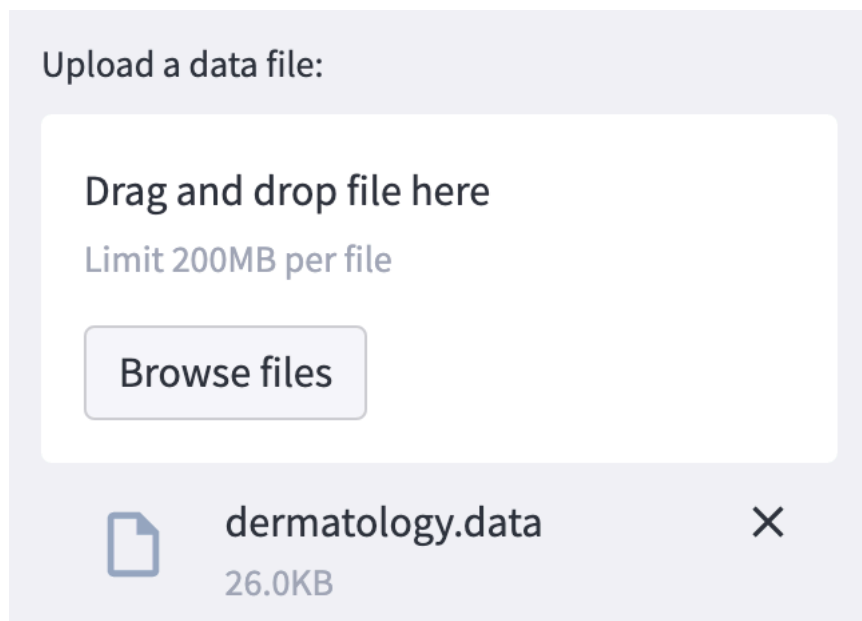 Upload a data file:
Drag and drop file here
Limit 200MB per file
Browse files
dermatology.data
26.0KB